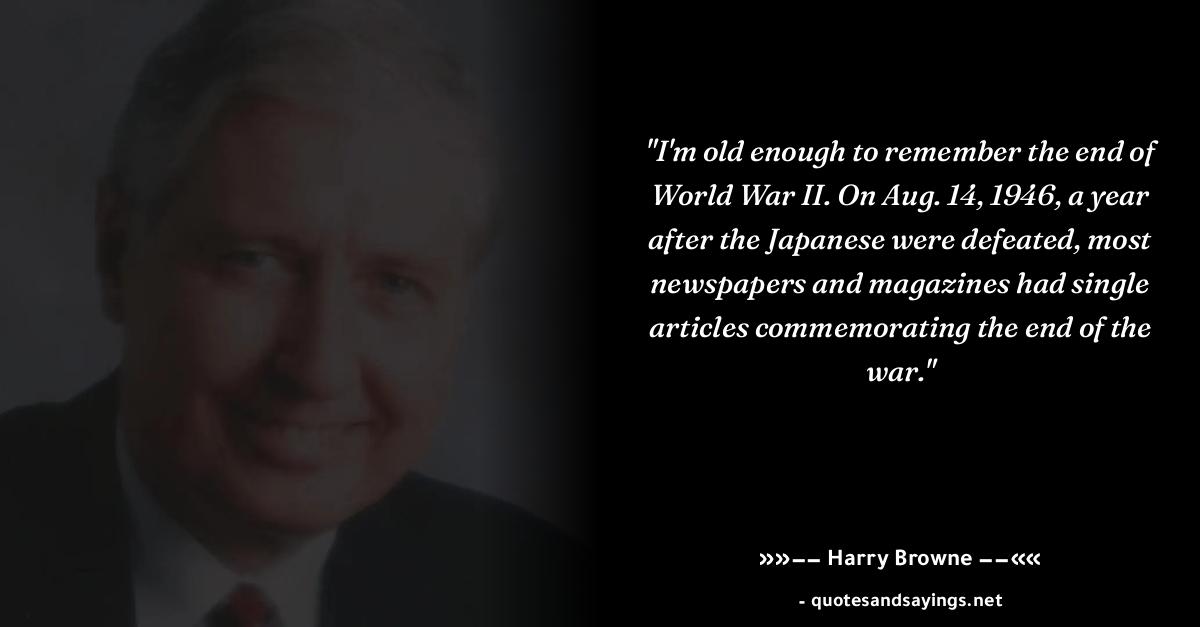 "I'm old enough to remember the end of
World War II. On Aug. 14, 1946, a year
after the Japanese were defeated, most
newspapers and magazines had single
articles commemorating the end of the
war."
»»−− Harry Browne −−««
- quotesandsayings.net